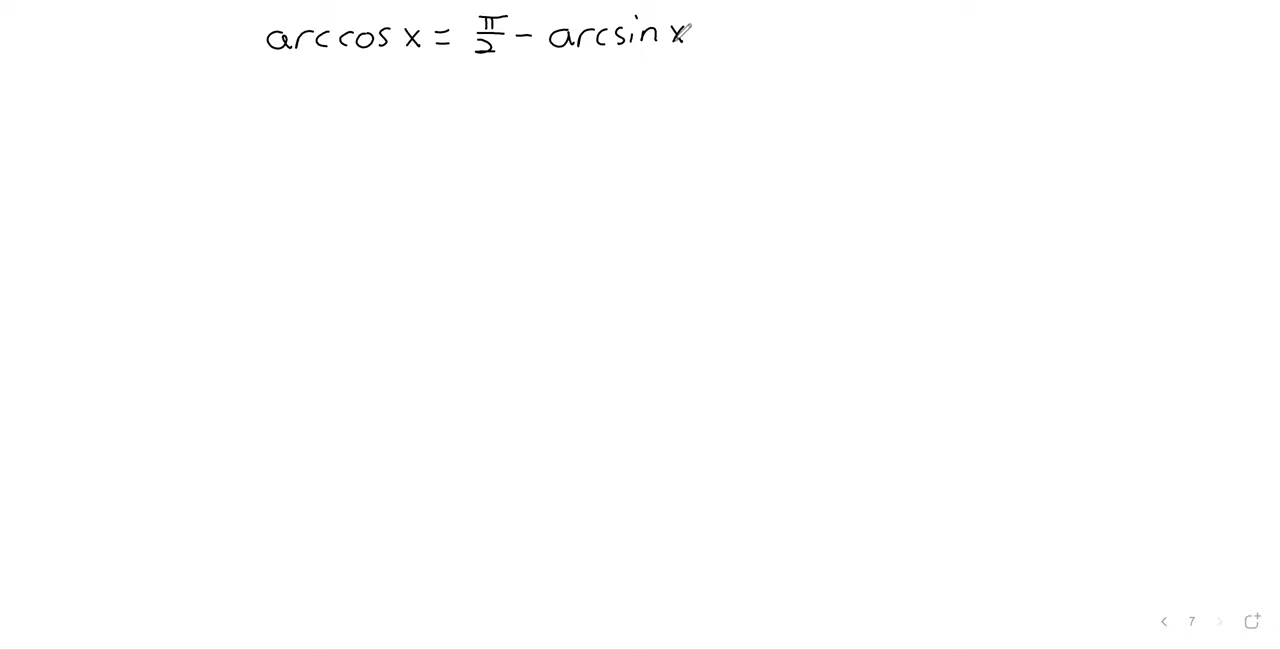 arccos x = π/2 - arcsin x
7